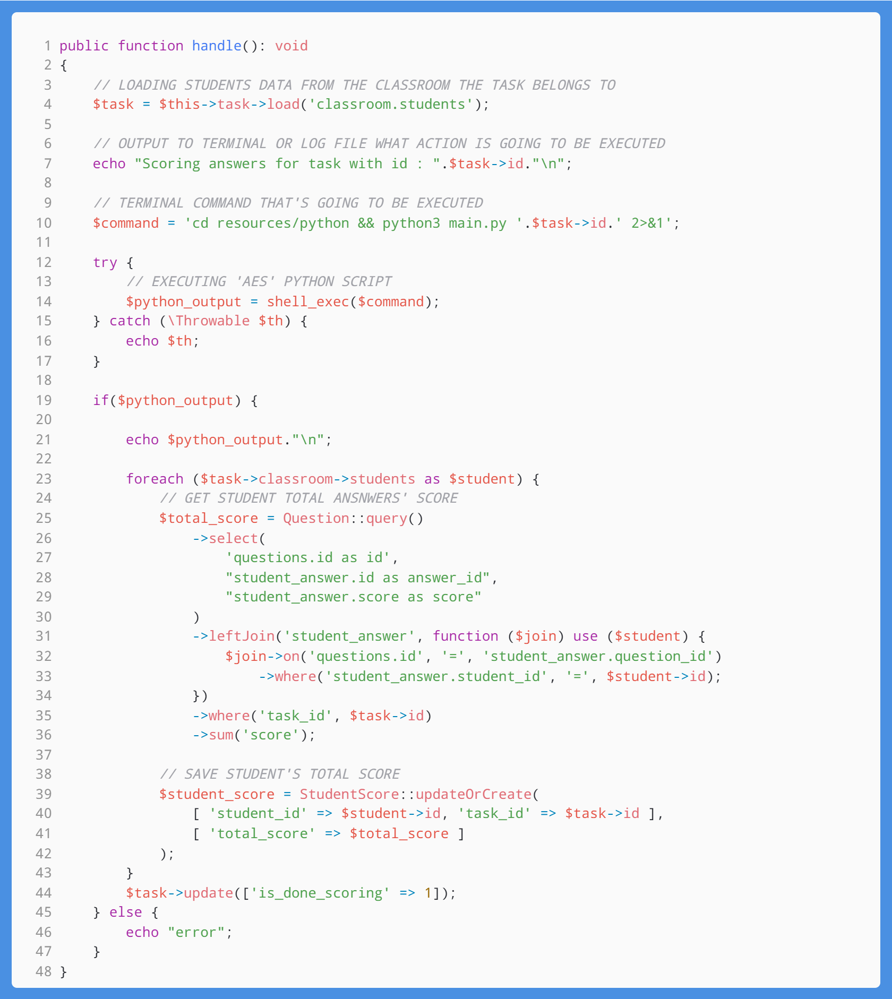 1 public function handle(): void
2 {
3     // LOADING STUDENTS DATA FROM THE CLASSROOM THE TASK BELONGS TO
4     $task = $this->task->load('classroom.students');
5
6     // OUTPUT TO TERMINAL OR LOG FILE WHAT ACTION IS GOING TO BE EXECUTED
7     echo "Scoring answers for task with id : ".$task->id."\n";
8
9     // TERMINAL COMMAND THAT'S GOING TO BE EXECUTED
10     $command = 'cd resources/python && python3 main.py '.$task->id.' 2>&1';
11
12     try {
13         // EXECUTING 'AES' PYTHON SCRIPT
14         $python_output = shell_exec($command);
15     } catch (\Throwable $th) {
16         echo $th;
17     }
18
19     if($python_output) {
20
21         echo $python_output."\n";
22
23         foreach ($task->classroom->students as $student) {
24             // GET STUDENT TOTAL ANSNWERS' SCORE
25             $total_score = Question::query()
26                 ->select(
27                     'questions.id as id',
28                     "student_answer.id as answer_id",
29                     "student_answer.score as score"
30                 )
31                 ->leftJoin('student_answer', function ($join) use ($student) {
32                     $join->on('questions.id', '=', 'student_answer.question_id')
33                         ->where('student_answer.student_id', '=', $student->id);
34                 })
35                 ->where('task_id', $task->id)
36                 ->sum('score');
37
38             // SAVE STUDENT'S TOTAL SCORE
39             $student_score = StudentScore::updateOrCreate(
40                 [ 'student_id' => $student->id, 'task_id' => $task->id ],
41                 [ 'total_score' => $total_score ]
42             );
43         }
44         $task->update(['is_done_scoring' => 1]);
45     } else {
46         echo "error";
47     }
48 }